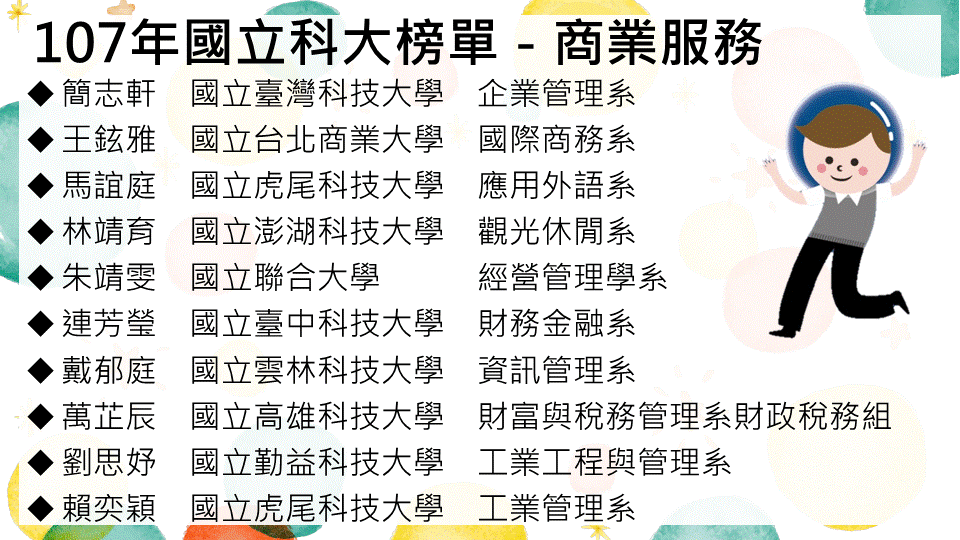 107年國立科大榜單 - 商業服務
◆ 簡志軒 國立臺灣科技大學 企業管理系
◆ 王鉉雅 國立台北商業大學 國際商務系
◆ 馬誼庭 國立虎尾科技大學 應用外語系
◆ 林靖育 國立澎湖科技大學 觀光休閒系
◆ 朱靖雯 國立聯合大學 經營管理學系
◆ 連芳瑩 國立臺中科技大學 財務金融系
◆ 戴郁庭 國立雲林科技大學 資訊管理系
◆ 萬芷辰 國立高雄科技大學 財富與稅務管理系財政稅務組
◆ 劉思妤 國立勤益科技大學 工業工程與管理系
◆ 賴奕穎 國立虎尾科技大學 工業管理系